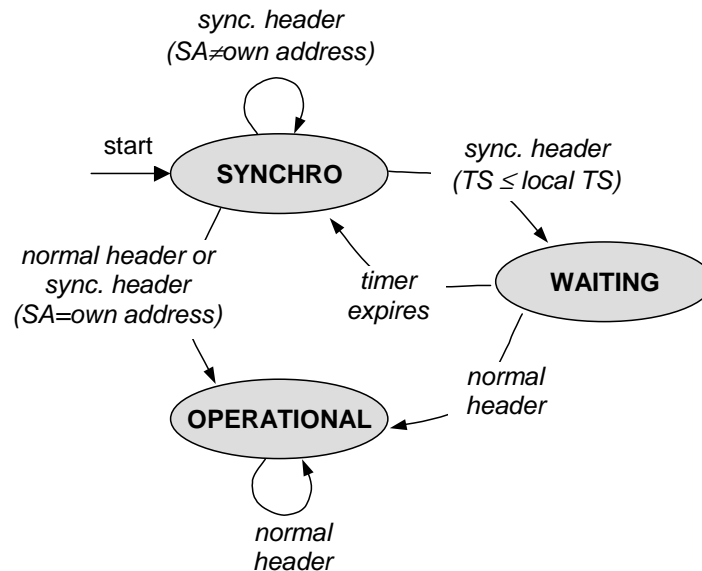 sync. header
(SA≠own address)
start
SYNCHRO
sync. header
(TS ≤ local TS)
normal header or
sync. header
(SA=own address)
timer
expires
WAITING
normal
header
OPERATIONAL
normal
header